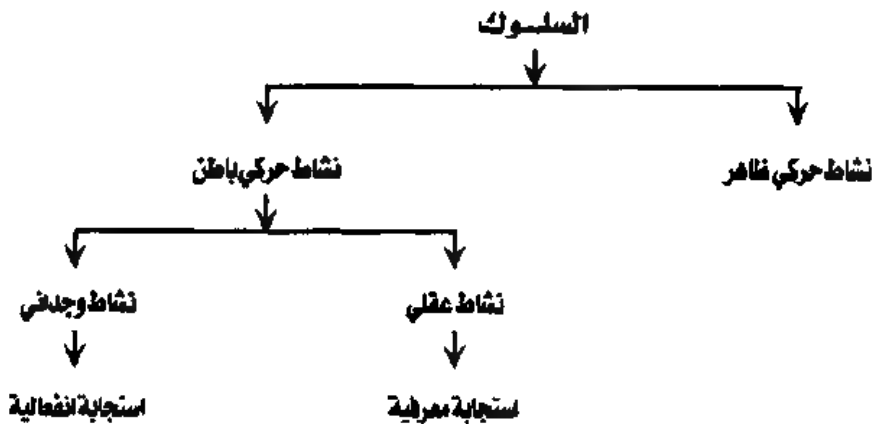 السلوك
نشاط حركي ظاهر
نشاط حركي باطن
نشاط عقلي
نشاط وجداني
استجابة معرفية
استجابة انفعالية